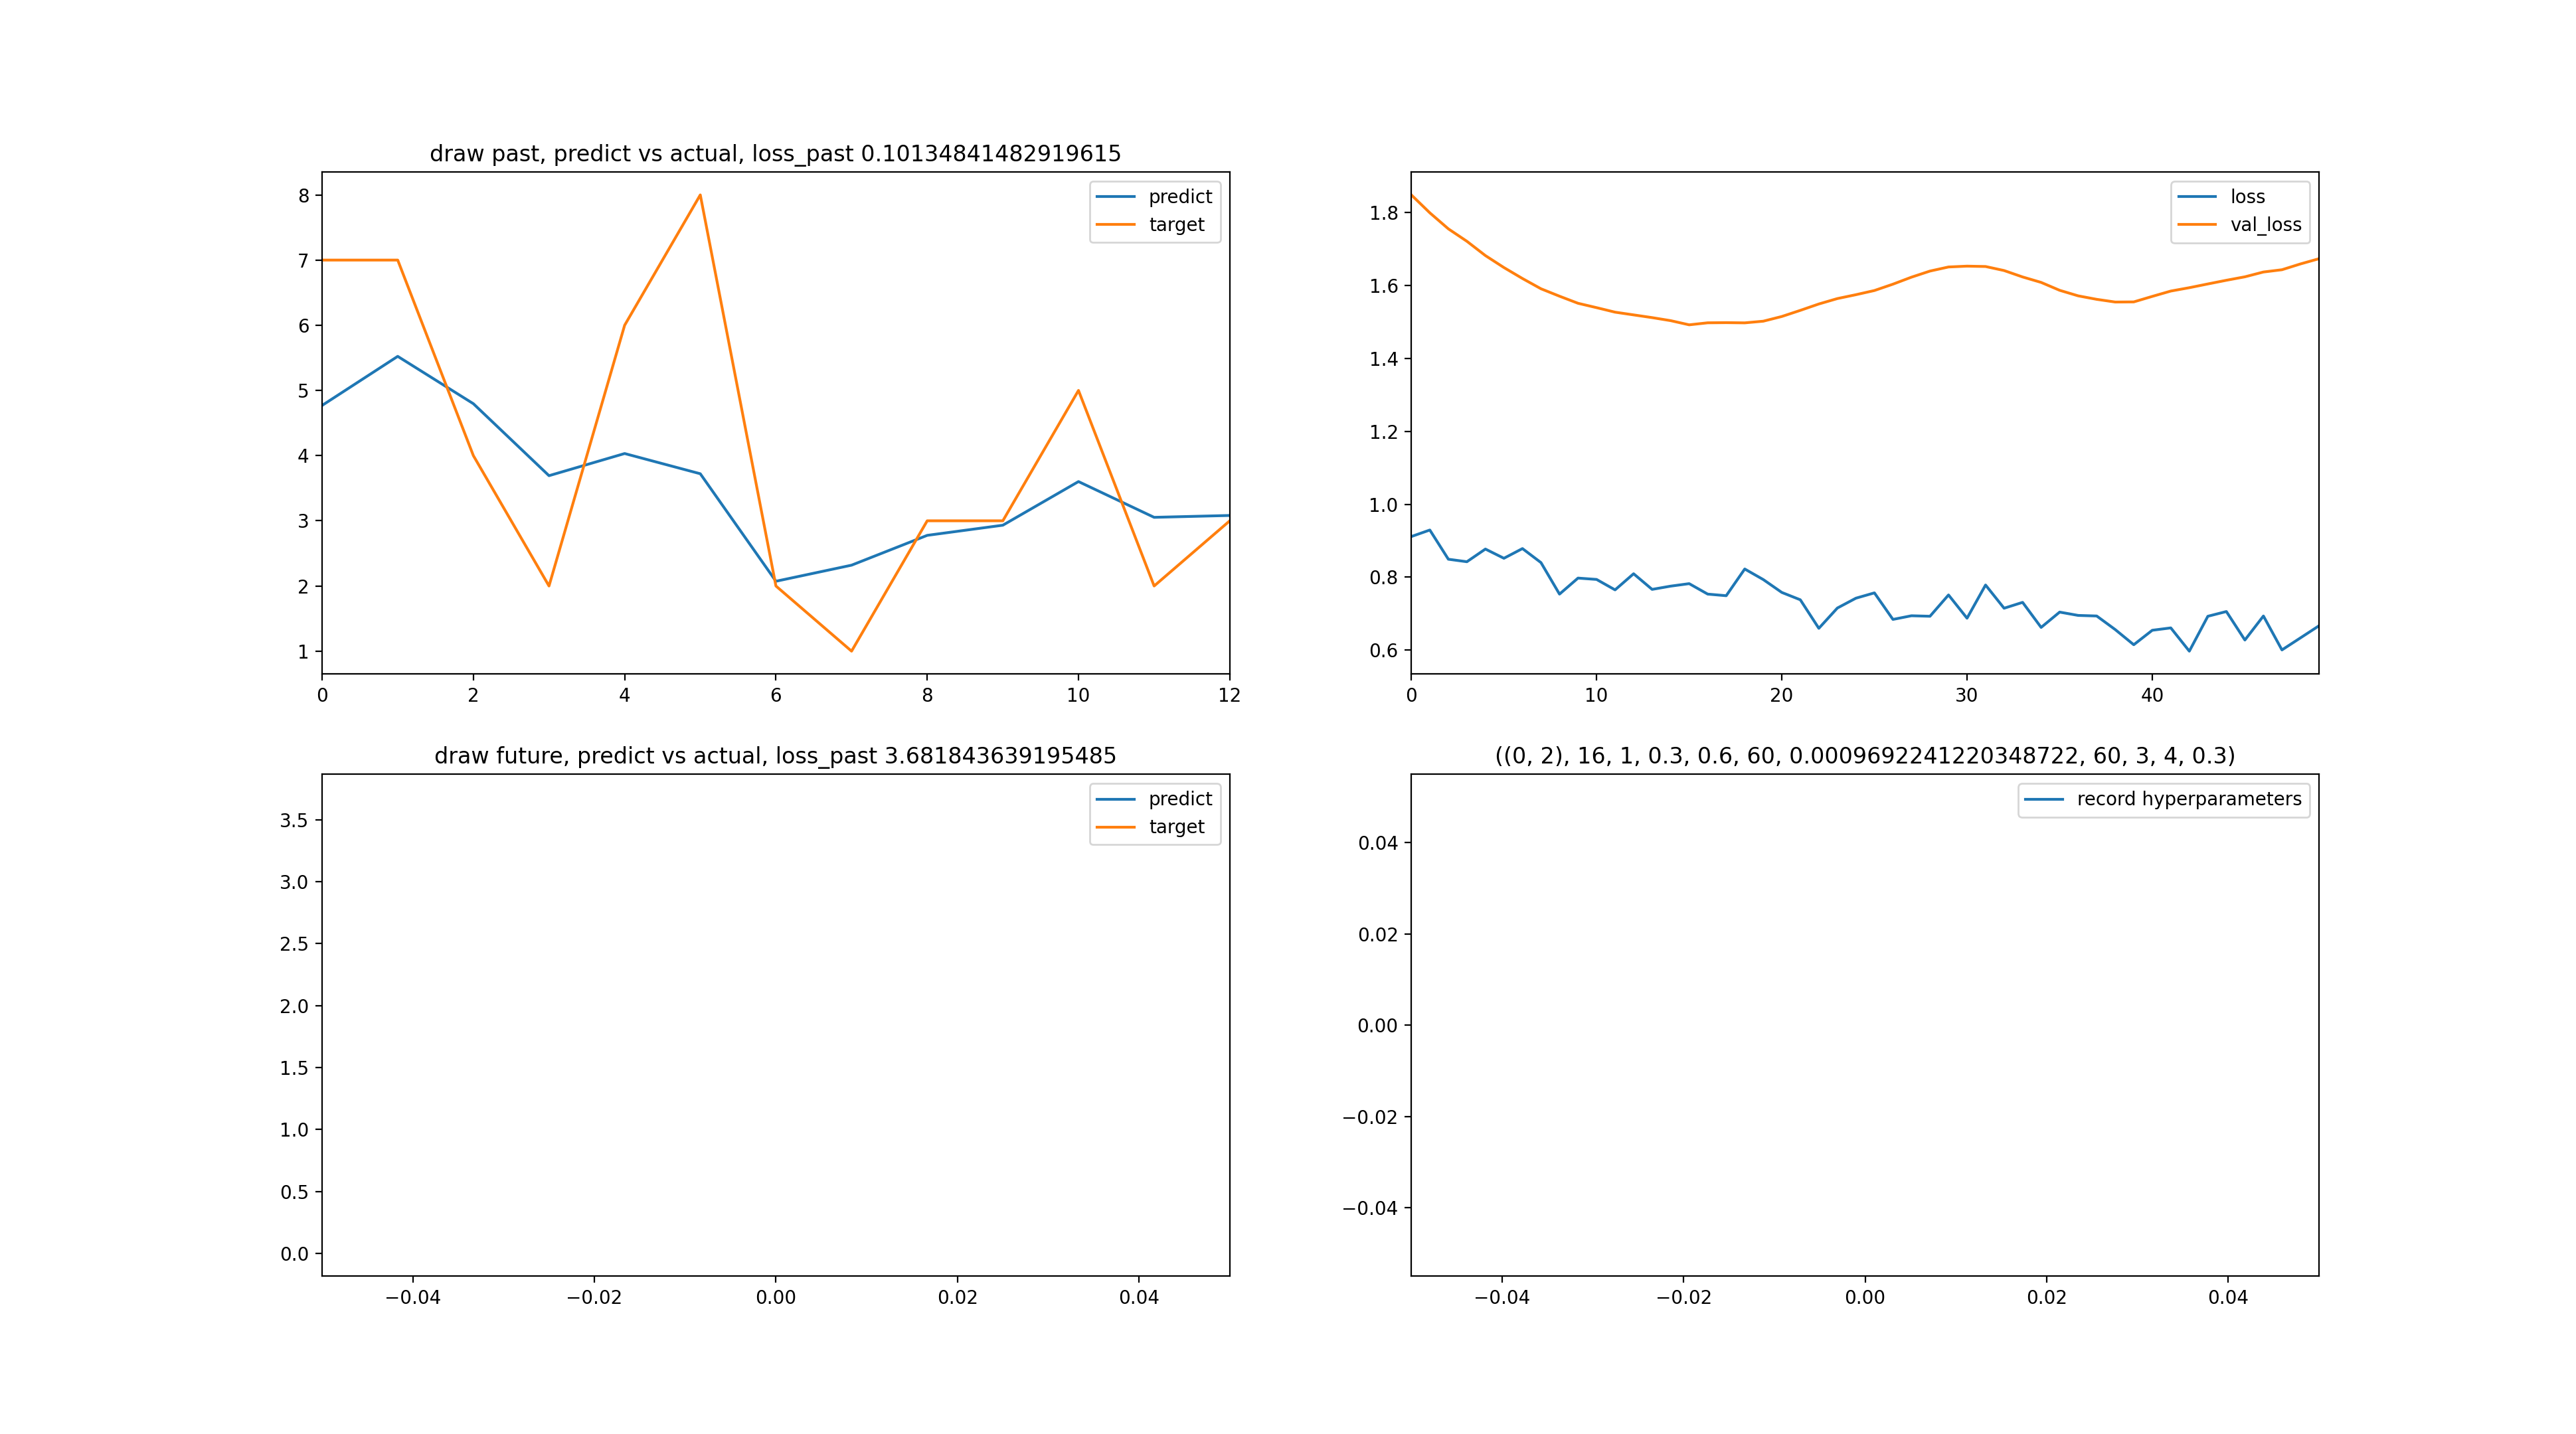 draw past, predict vs actual, loss_past 0.10134841482919615
predict
target
8
7
6
5
4
3
2
1
0 2 4 6 8 10 12
loss
val_loss
1.8
1.6
1.4
1.2
1.0
0.8
0.6
0 10 20 30 40
draw future, predict vs actual, loss_past 3.681843639195485
predict
target
3.5
3.0
2.5
2.0
1.5
1.0
0.5
0.0
−0.04 −0.02 0.00 0.02 0.04
((0, 2), 16, 1, 0.3, 0.6, 60, 0.0009692241220348722, 60, 3, 4, 0.3)
record hyperparameters
0.04
0.02
0.00
−0.02
−0.04
−0.04 −0.02 0.00 0.02 0.04